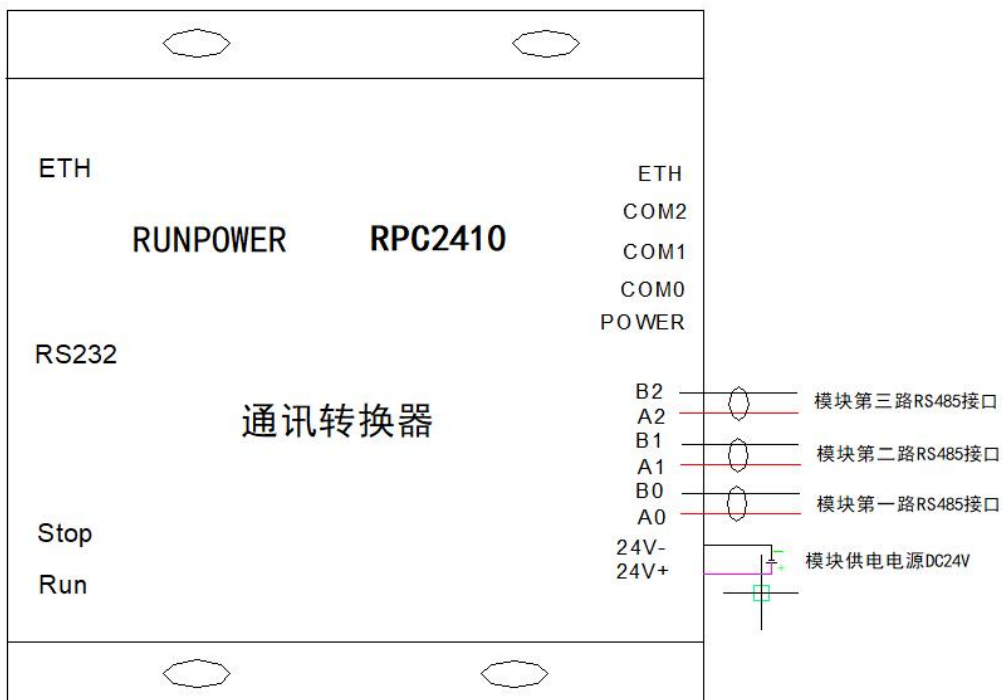 ETH
ETH
COM2
RUNPOWER RPC2410
COM1
COM0
POWER
RS232
B2
模块第三路RS485接口
A2
通讯转换器
B1
模块第二路RS485接口
A1
B0
模块第一路RS485接口
A0
Stop
24V-
模块供电电源DC24V
24V+
Run